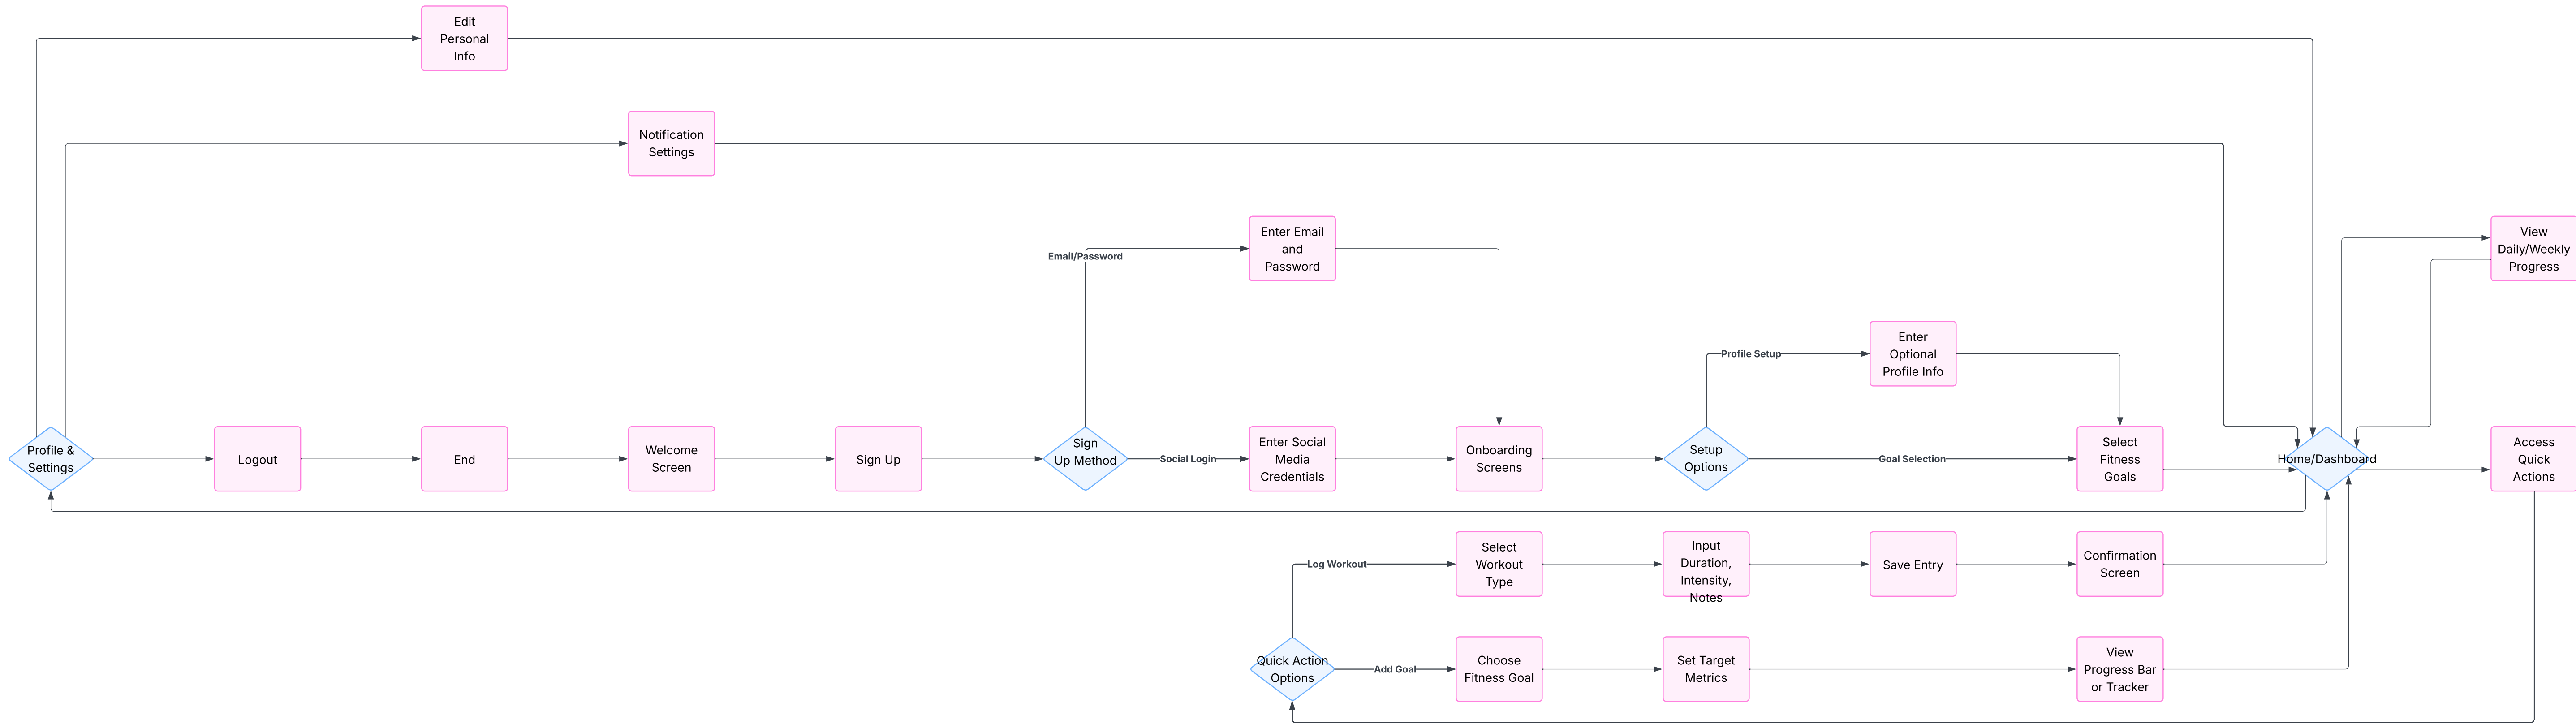 Edit
Personal
Info
Notification
Settings
Enter Email
and
Password
View
Daily/Weekly
Progress
Email/Password
Profile Setup
Enter
Optional
Profile Info
Profile &
Settings
Logout
End
Welcome
Screen
Sign Up
Sign
Up Method
Social Login
Enter Social
Media
Credentials
Onboarding
Screens
Setup
Options
Goal Selection
Select
Fitness
Goals
Home/Dashboard
Access
Quick
Actions
Log Workout
Select
Workout
Type
Input
Duration,
Intensity,
Notes
Save Entry
Confirmation
Screen
Quick Action
Options
Add Goal
Choose
Fitness Goal
Set Target
Metrics
View
Progress Bar
or Tracker